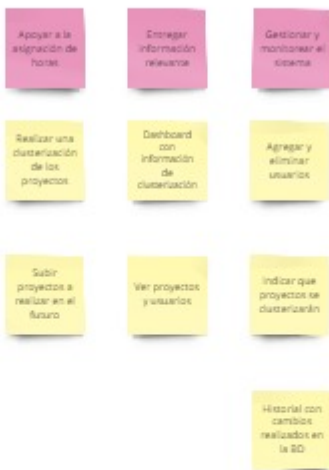 Apoyar a la
asignación de
horas
Entregar
información
relevante
Gestionar y
monitorear el
sistema
Realizar una
clusterización
de los
proyectos
Dashboard
con
información
de
clusterización
Agregar y
eliminar
usuarios
Subir
proyectos a
realizar en el
futuro
Ver proyectos
y usuarios
Indicar que
proyectos se
clusterizarán
Historial con
cambios
realizados en
la BD